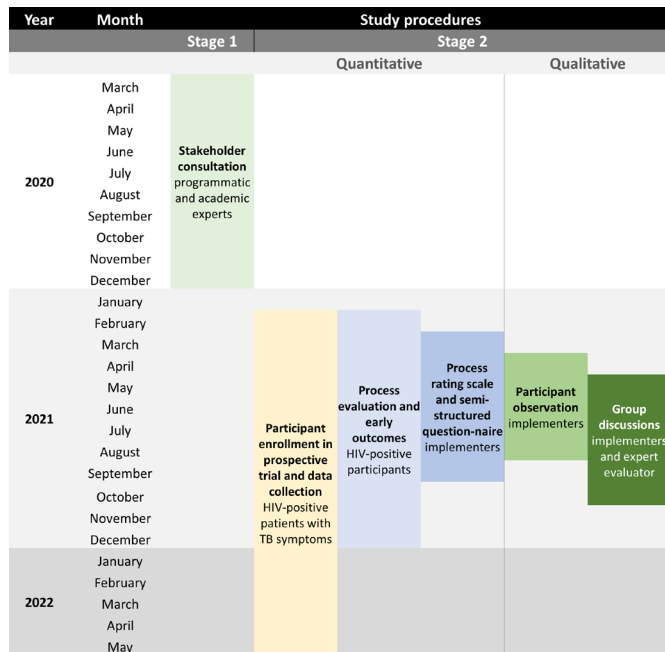 Year Month Study procedures
Stage 1 Stage 2
Quantitative Qualitative
2020
March
April
May
June
July
August
September
October
November
December
Stakeholder
consultation
programmatic
and academic
experts
2021
January
February
March
April
May
June
July
August
September
October
November
December
Participant
enrollment in
prospective
trial and data
collection
HIV-positive
patients with
TB symptoms
Process
evaluation and
early
outcomes
HIV-positive
participants
Process
rating scale
and semi-
structured
question-naire
implementers
Participant
observation
implementers
Group
discussions
implementers
and expert
evaluator
2022
January
February
March
April
May